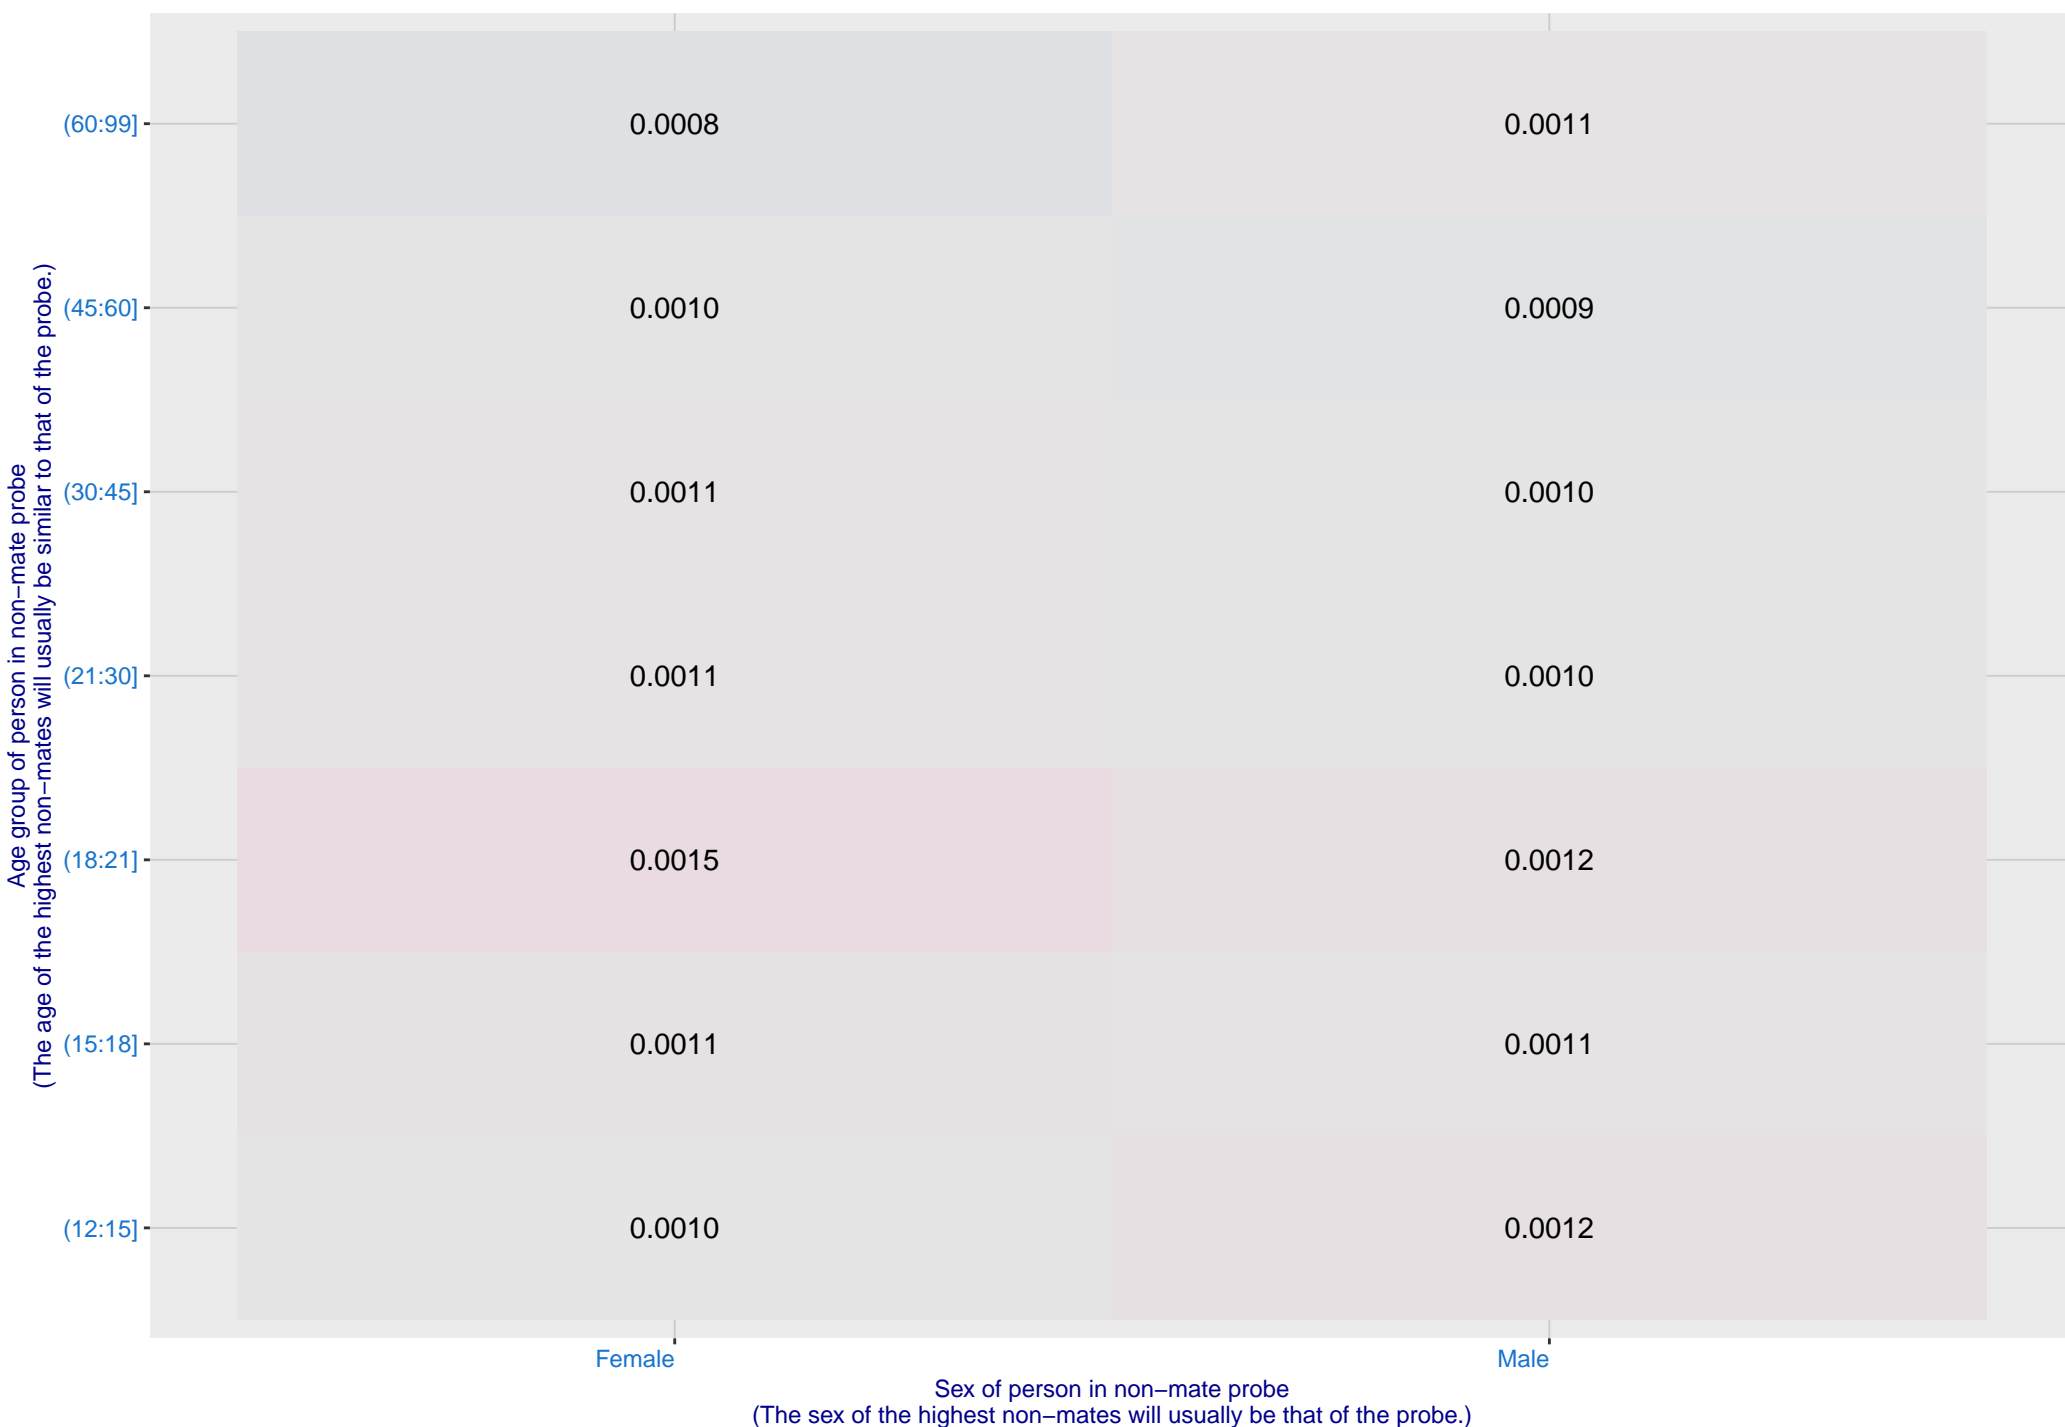 Age group of person in non−mate probe
(The age of the highest non−mates will usually be similar to that of the probe.)
(60:99] 0.0008 0.0011
(45:60] 0.0010 0.0009
(30:45] 0.0011 0.0010
(21:30] 0.0011 0.0010
(18:21] 0.0015 0.0012
(15:18] 0.0011 0.0011
(12:15] 0.0010 0.0012
Female Male
Sex of person in non−mate probe
(The sex of the highest non−mates will usually be that of the probe.)